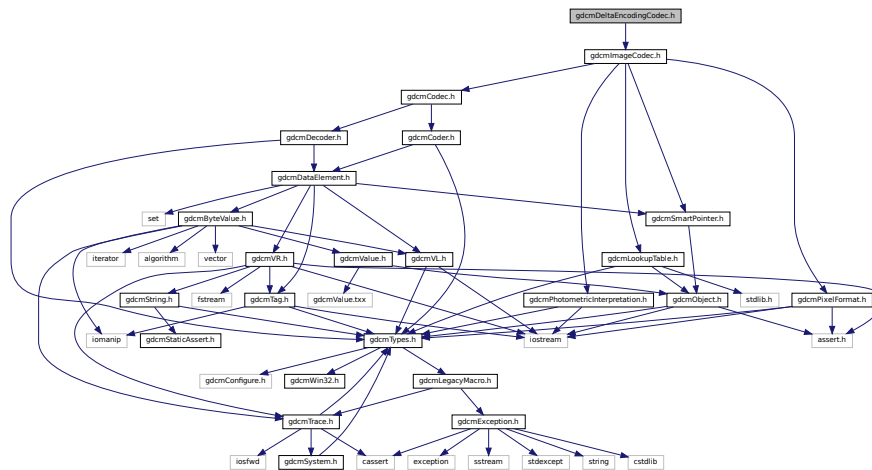 gdcmDeltaEncodingCodec.h
gdcmImageCodec.h
gdcmCodec.h
gdcmDecoder.h
gdcmCoder.h
gdcmDataElement.h
set
gdcmByteValue.h
gdcmSmartPointer.h
iterator
algorithm
vector
gdcmVR.h
gdcmValue.h
gdcmVL.h
gdcmLookupTable.h
gdcmString.h
fstream
gdcmTag.h
gdcmValue.txx
gdcmPhotometricInterpretation.h
gdcmObject.h
stdlib.h
gdcmPixelFormat.h
iomanip
gdcmStaticAssert.h
gdcmTypes.h
iostream
assert.h
gdcmConfigure.h
gdcmWin32.h
gdcmLegacyMacro.h
gdcmTrace.h
gdcmException.h
iosfwd
gdcmSystem.h
cassert
exception
sstream
stdexcept
string
cstdlib